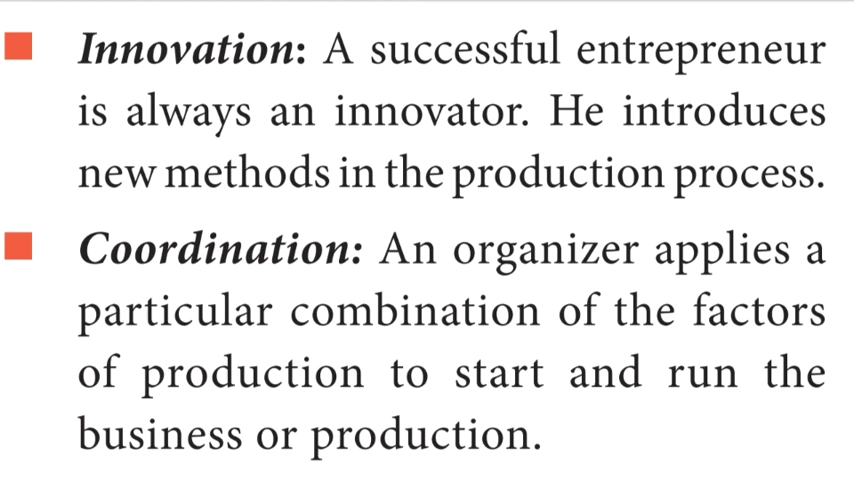 Innovation: A successful entrepreneur
is always an innovator. He introduces
new methods in the production process.
Coordination: An organizer applies a
particular combination of the factors
of production to start and run the
business or production.